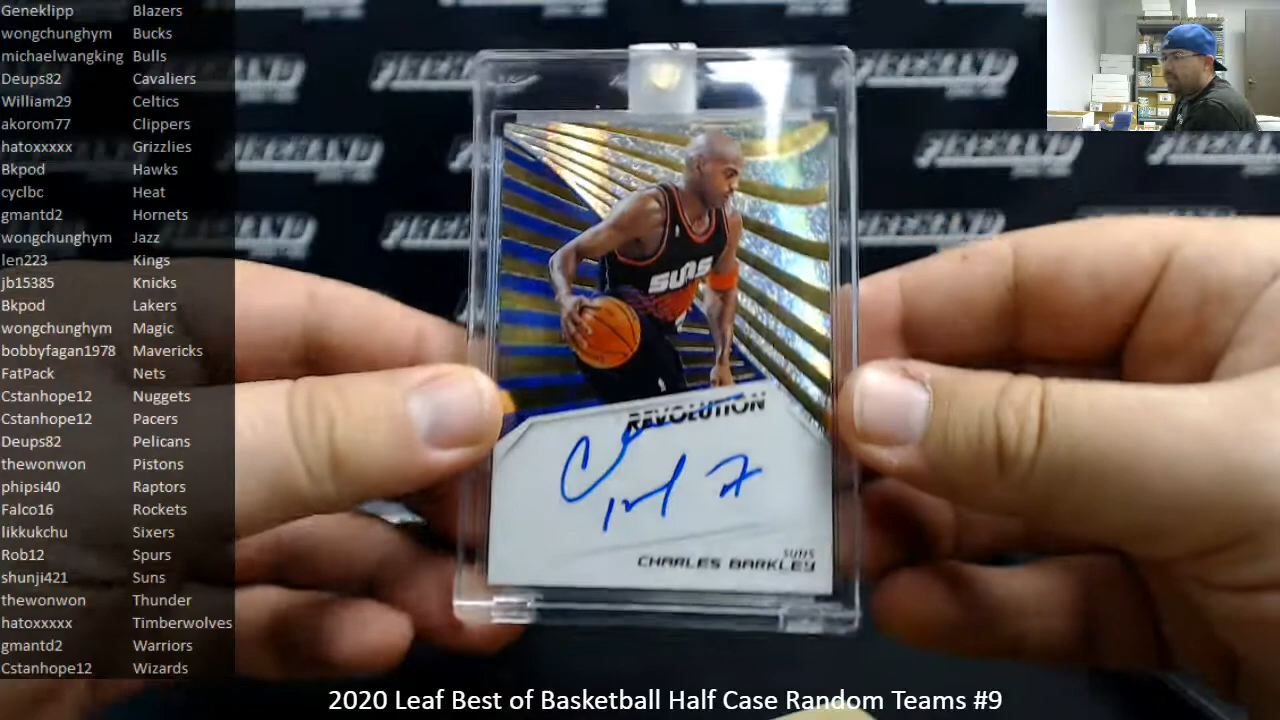 Geneklipp Blazers
wongchunghym Bucks
michaelwangking Bulls
Deups82 Cavaliers
William29 Celtics
akorom77 Clippers
hatoxxxxx Grizzlies
Bkpod Hawks
cyclbc Heat
gmantd2 Hornets
wongchunghym Jazz
len223 Kings
jb15385 Knicks
Bkpod Lakers
wongchunghym Magic
bobbyfagan1978 Mavericks
FatPack Nets
Cstanhope12 Nuggets
Cstanhope12 Pacers
Deups82 Pelicans
thewonwon Pistons
phipsi40 Raptors
Falco16 Rockets
likkukchu Sixers
Rob12 Spurs
shunji421 Suns
thewonwon Thunder
hatoxxxxx Timberwolves
gmantd2 Warriors
Cstanhope12 Wizards
SUNS
REVOLUTION
SUNS
CHARLES BARKLEY
2020 Leaf Best of Basketball Half Case Random Teams #9